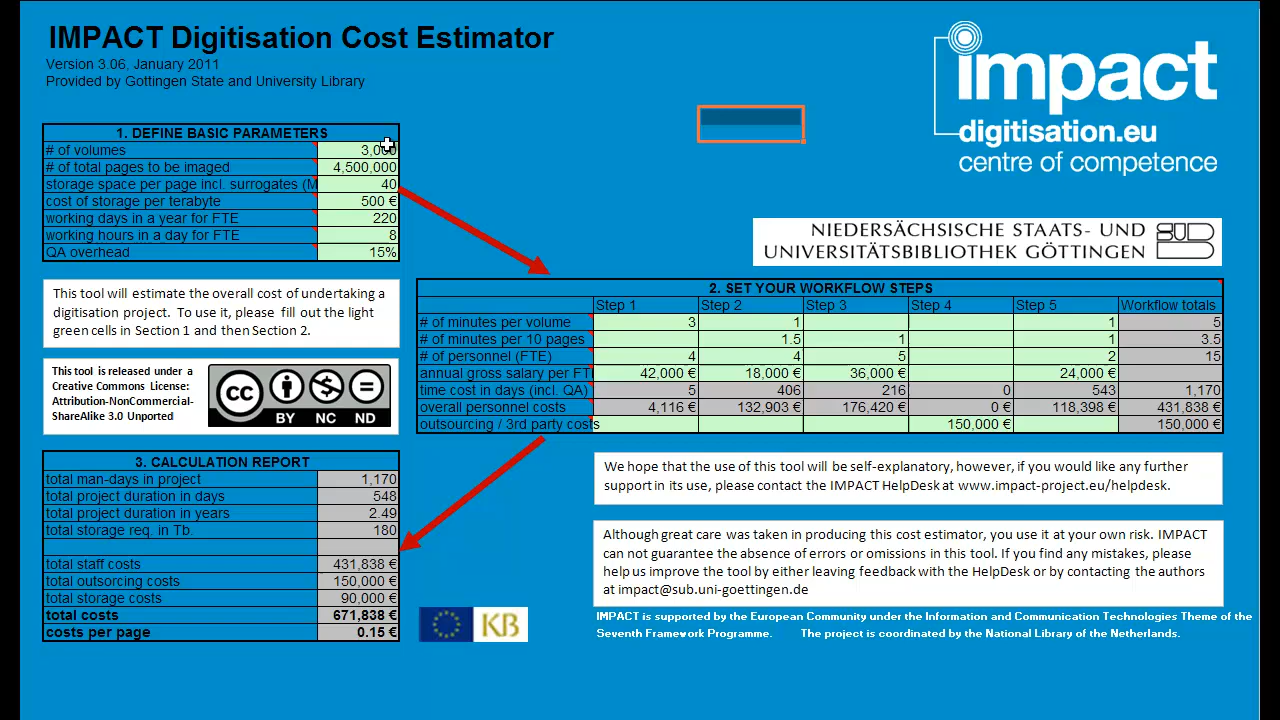 IMPACT Digitisation Cost Estimator
Version 3.06, January 2011
Provided by Gottingen State and University Library
impact
digitisation.eu
centre of competence
1. DEFINE BASIC PARAMETERS
# of volumes 3,000
# of total pages to be imaged 4,500,000
storage space per page incl. surrogates (M 40
cost of storage per terabyte 500 €
working days in a year for FTE 220
working hours in a day for FTE 8
QA overhead 15%
NIEDERSÄCHSISCHE STAATS- UND
UNIVERSITÄTSBIBLIOTHEK GÖTTINGEN
SUB
This tool will estimate the overall cost of undertaking a
digitisation project. To use it, please fill out the light
green cells in Section 1 and then Section 2.
This tool is released under a
Creative Commons License:
Attribution-NonCommercial-
ShareAlike 3.0 Unported
CC BY NC ND
2. SET YOUR WORKFLOW STEPS
Step 1 Step 2 Step 3 Step 4 Step 5 Workflow totals
# of minutes per volume 3 1 1 5
# of minutes per 10 pages 1.5 1 1 3.5
# of personnel (FTE) 4 4 5 2 15
annual gross salary per FT 42,000 € 18,000 € 36,000 € 24,000 €
time cost in days (incl. QA) 5 406 216 0 543 1,170
overall personnel costs 4,116 € 132,903 € 176,420 € 0 € 118,398 € 431,838 €
outsourcing / 3rd party costs 150,000 € 150,000 €
3. CALCULATION REPORT
total man-days in project 1,170
total project duration in days 548
total project duration in years 2.49
total storage req. in Tb. 180
total staff costs 431,838 €
total outsorcing costs 150,000 €
total storage costs 90,000 €
total costs 671,838 €
costs per page 0.15 €
We hope that the use of this tool will be self-explanatory, however, if you would like any further
support in its use, please contact the IMPACT HelpDesk at www.impact-project.eu/helpdesk.
Although great care was taken in producing this cost estimator, you use it at your own risk. IMPACT
can not guarantee the absence of errors or omissions in this tool. If you find any mistakes, please
help us improve the tool by either leaving feedback with the HelpDesk or by contacting the authors
at impact@sub.uni-goettingen.de
KB
IMPACT is supported by the European Community under the Information and Communication Technologies Theme of the
Seventh Framework Programme. The project is coordinated by the National Library of the Netherlands.